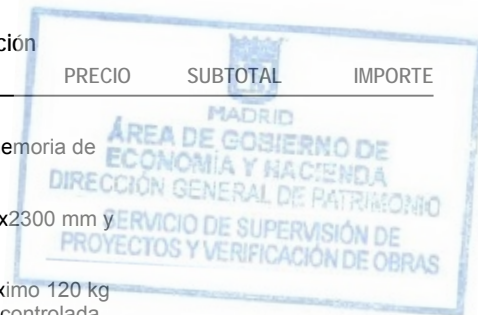 ción
PRECIO SUBTOTAL IMPORTE
MADRID
emoria de
ÁREA DE GOBIERNO DE
ECONOMÍA Y HACIENDA
DIRECCIÓN GENERAL DE PATRIMONIO
x2300 mm y
SERVICIO DE SUPERVISIÓN DE
PROYECTOS Y VERIFICACIÓN DE OBRAS
ximo 120 kg
controlada